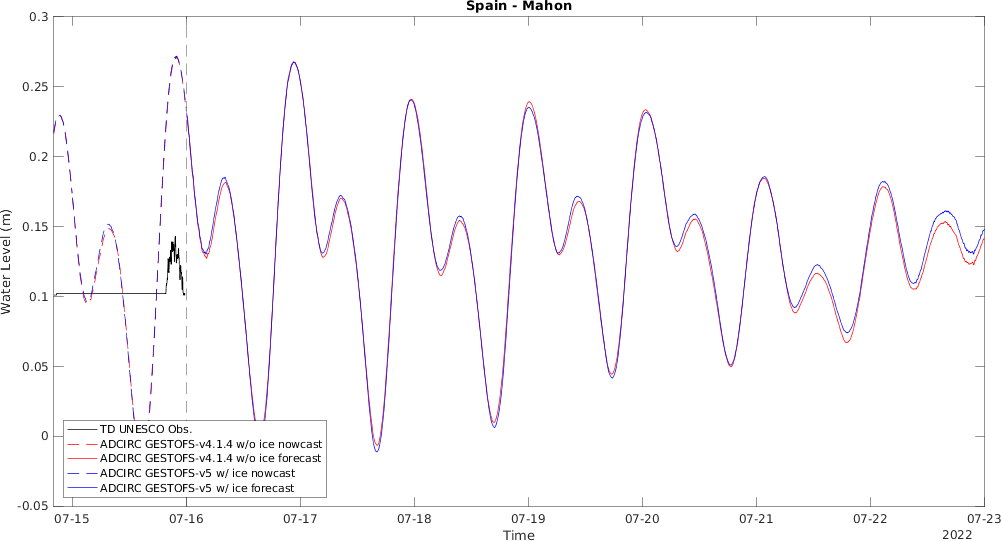 Spain - Mahon
Water Level (m)
0.3
0.25
0.2
0.15
0.1
0.05
0
-0.05
TD UNESCO Obs.
ADCIRC GESTOFS-v4.1.4 w/o ice nowcast
ADCIRC GESTOFS-v4.1.4 w/o ice forecast
ADCIRC GESTOFS-v5 w/ ice nowcast
ADCIRC GESTOFS-v5 w/ ice forecast
07-15 07-16 07-17 07-18 07-19 07-20 07-21 07-22 07-23
Time
2022